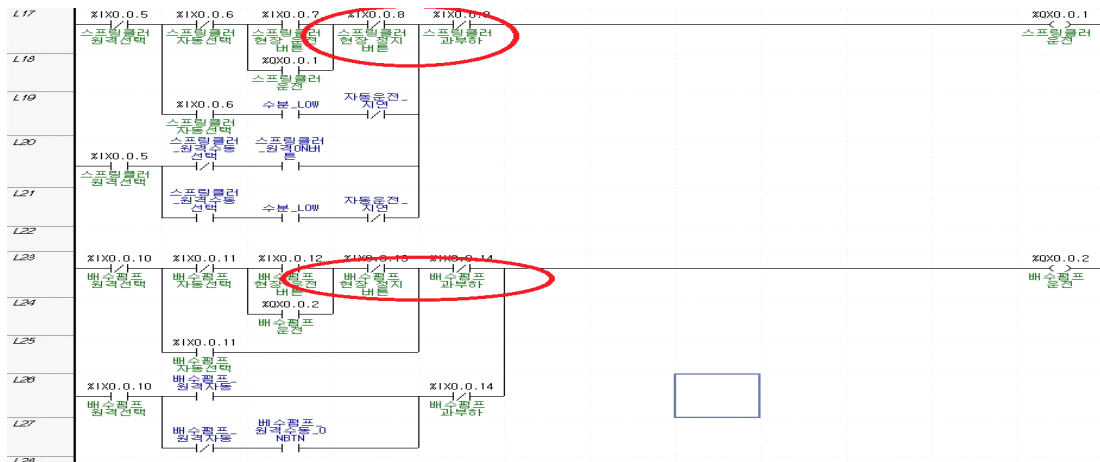 L17
%IX0.0.5 %IX0.0.6 %IX0.0.7 %IX0.0.8 %QX0.0.1
스프링클러 스프링클러 스프링클러 스프링클러 스프링클러 스프링클러
원격선택 자동선택 현장_운전 현장_정지 과부하 운전
버튼 버튼
L18
%QX0.0.1
스프링클러
운전
L19
%IX0.0.6 수분_LOW 자동운전_
지연
스프링클러
자동선택
L20
%IX0.0.5 스프링클러 스프링클러
_원격수동 _원격ONH버
선택 튼
스프링클러
원격선택
L21
스프링클러
_원격수동
선택 수분_LOW 자동운전_
지연
L22
L23
%IX0.0.10 %IX0.0.11 %IX0.0.12 %QX0.0.2
배수펌프 배수펌프 배수펌프 배수펌프 배수펌프 배수펌프
원격선택 자동선택 현장_운전 현장_정지 과부하 운전
버튼 버튼
L24
%QX0.0.2
배수펌프
운전
L25
%IX0.0.11
배수펌프
자동선택
L26
%IX0.0.10 배수펌프_ %IX0.0.14
원격자동
배수펌프 배수펌프
원격선택 과부하
L27
배수펌프_ 베수펌프_
원격자동 원격수동_O
NBTN
L28